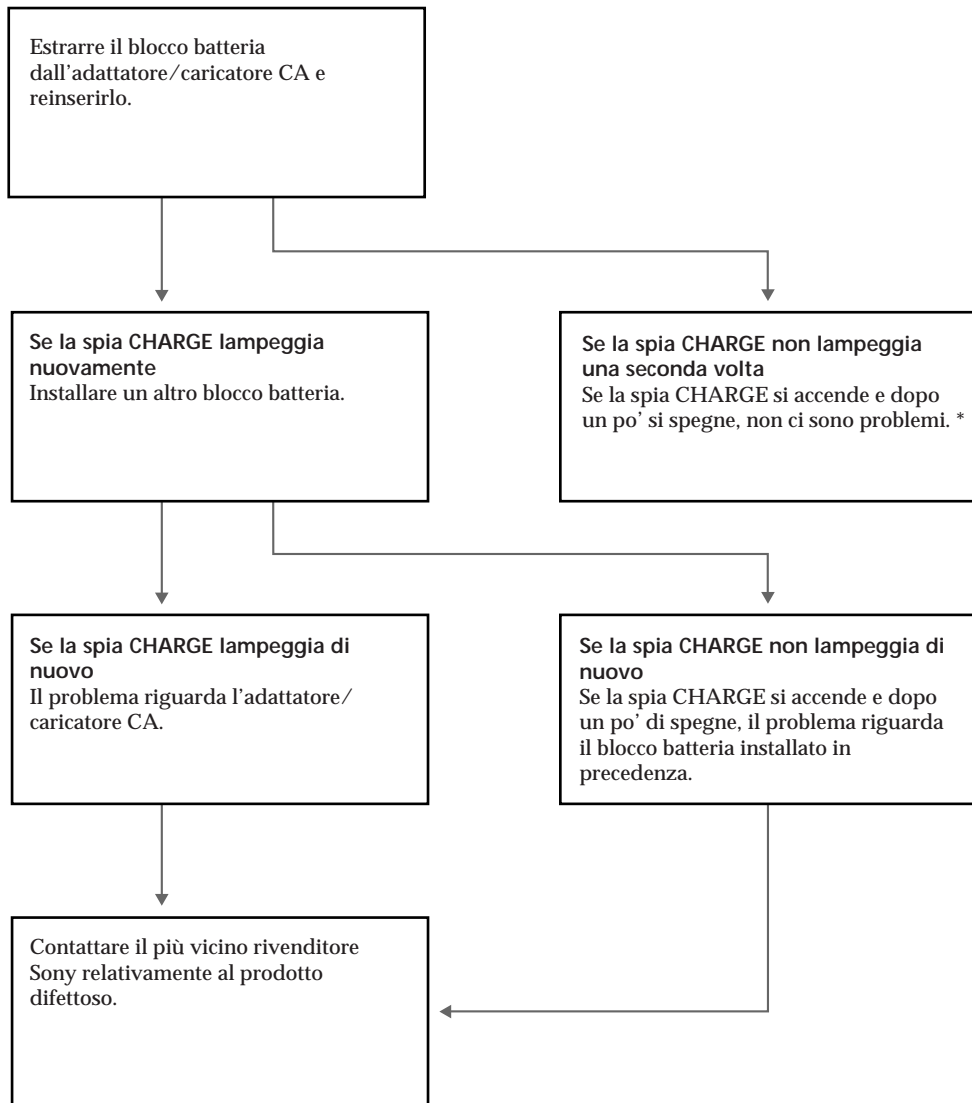 Estrarre il blocco batteria
dall'adattatore/caricatore CA e
reinserirlo.
Se la spia CHARGE lampeggia
nuovamente
Installare un altro blocco batteria.
Se la spia CHARGE non lampeggia
una seconda volta
Se la spia CHARGE si accende e dopo
un po' si spegne, non ci sono problemi. *
Se la spia CHARGE lampeggia di
nuovo
Il problema riguarda l'adattatore/
caricatore CA.
Se la spia CHARGE non lampeggia di
nuovo
Se la spia CHARGE si accende e dopo
un po' di spegne, il problema riguarda
il blocco batteria installato in
precedenza.
Contattare il più vicino rivenditore
Sony relativamente al prodotto
difettoso.